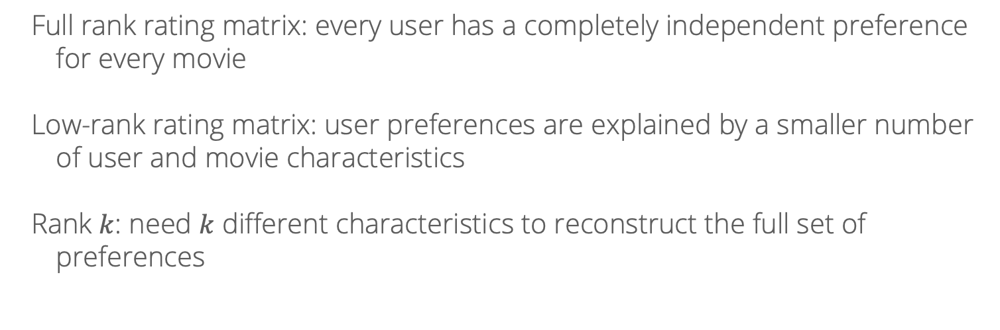 Full rank rating matrix: every user has a completely independent preference
for every movie
Low-rank rating matrix: user preferences are explained by a smaller number
of user and movie characteristics
Rank k: need k different characteristics to reconstruct the full set of
preferences